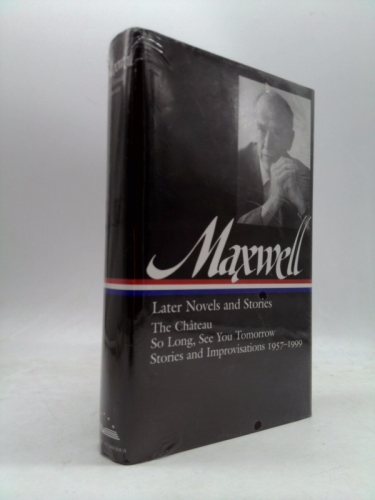 Maxwell
Later Novels and Stories
The Château
So Long, See You Tomorrow
Stories and Improvisations 1957–1999